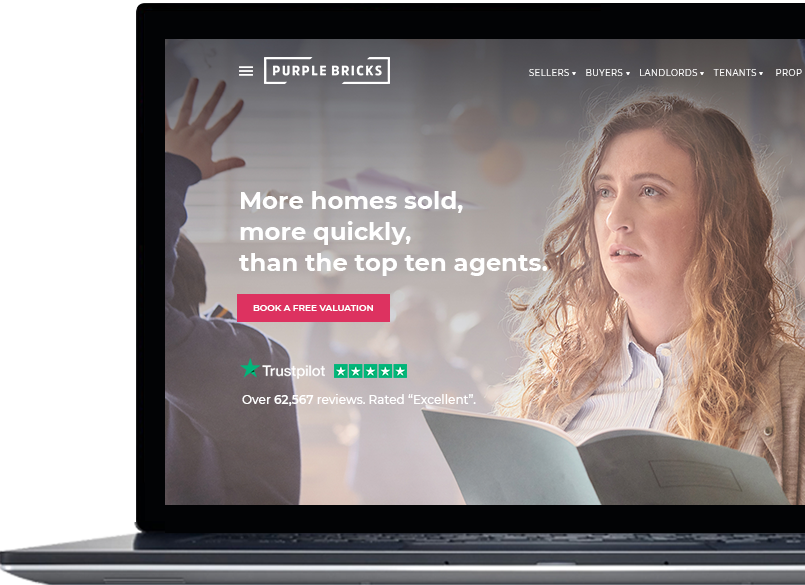 PURPLE BRICKS
SELLERS BUYERS LANDLORDS TENANTS PROP
More homes sold,
more quickly,
than the top ten agents.
BOOK A FREE VALUATION
Trustpilot
Over 62,567 reviews. Rated “Excellent”.